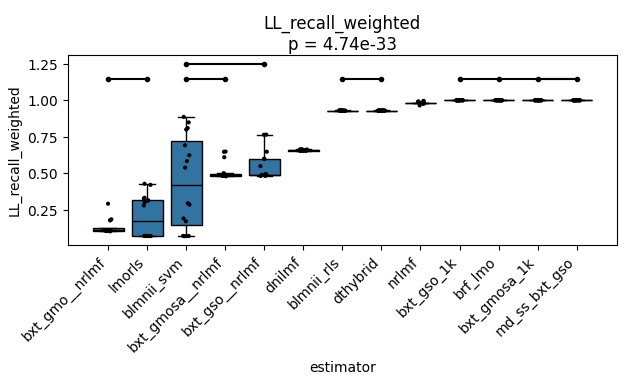 LL_recall_weighted
p = 4.74e-33
LL_recall_weighted
1.25
1.00
0.75
0.50
0.25
bxt_gmo__nrlmf
lmorls
blmnii_svm
bxt_gmosa__nrlmf
bxt_gso__nrlmf
dnilmf
blmnii_rls
dthybrid
nrlmf
bxt_gso_1k
brf_lmo
bxt_gmosa_1k
md_ss_bxt_gso
estimator